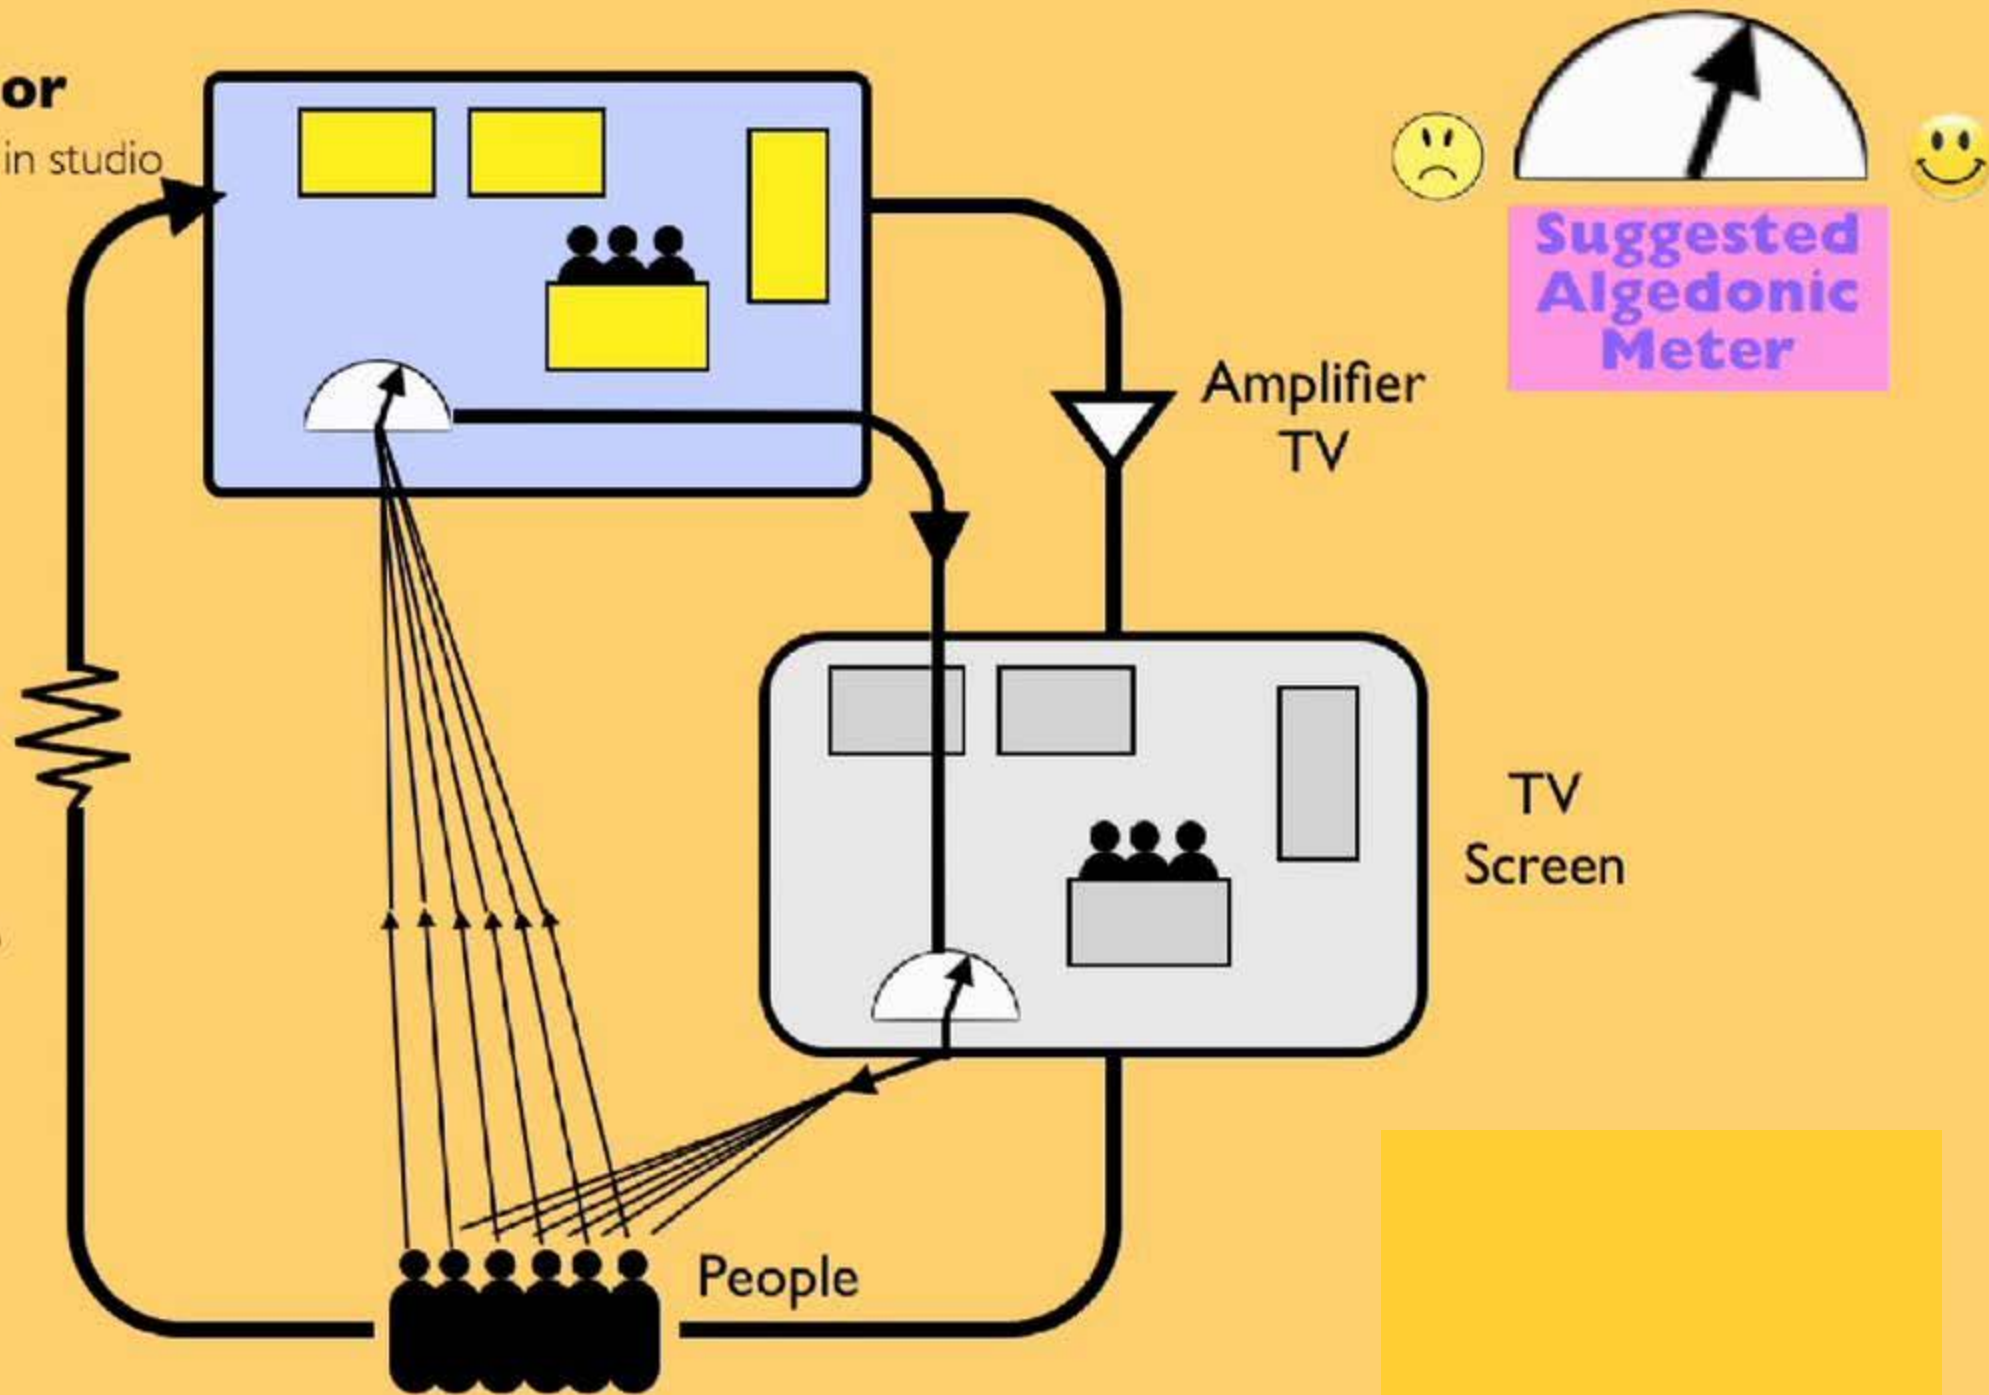 or
in studio
Suggested
Algedonic
Meter
Amplifier
TV
TV
Screen
People